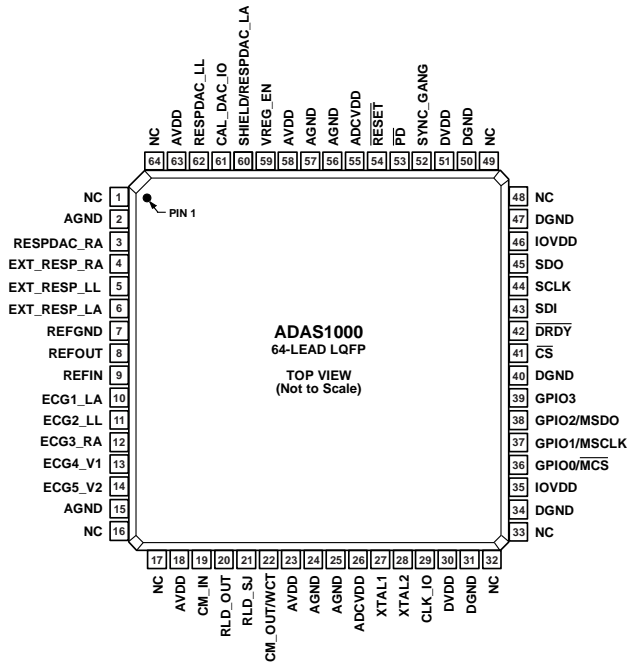 NC
AVDD
RESPDAC_LL
CAL_DAC_IO
SHIELD/RESPDAC_LA
VREG_EN
AVDD
AGND
AGND
ADCVDD
RESET
PD
SYNC_GANG
DVDD
DGND
NC
64 63 62 61 60 59 58 57 56 55 54 53 52 51 50 49
PIN 1
NC 1
AGND 2
RESPDAC_RA 3
EXT_RESP_RA 4
EXT_RESP_LL 5
EXT_RESP_LA 6
REFGND 7
REFOUT 8
REFIN 9
ECG1_LA 10
ECG2_LL 11
ECG3_RA 12
ECG4_V1 13
ECG5_V2 14
AGND 15
NC 16
ADAS1000
64-LEAD LQFP
TOP VIEW
(Not to Scale)
48 NC
47 DGND
46 IOVDD
45 SDO
44 SCLK
43 SDI
42 DRDY
41 CS
40 DGND
39 GPIO3
38 GPIO2/MSDO
37 GPIO1/MSCLK
36 GPIO0/MCS
35 IOVDD
34 DGND
33 NC
17 18 19 20 21 22 23 24 25 26 27 28 29 30 31 32
NC
AVDD
CM_IN
RLD_OUT
RLD_SJ
CM_OUT/WCT
AVDD
AGND
AGND
ADCVDD
XTAL1
XTAL2
CLK_IO
DVDD
DGND
NC